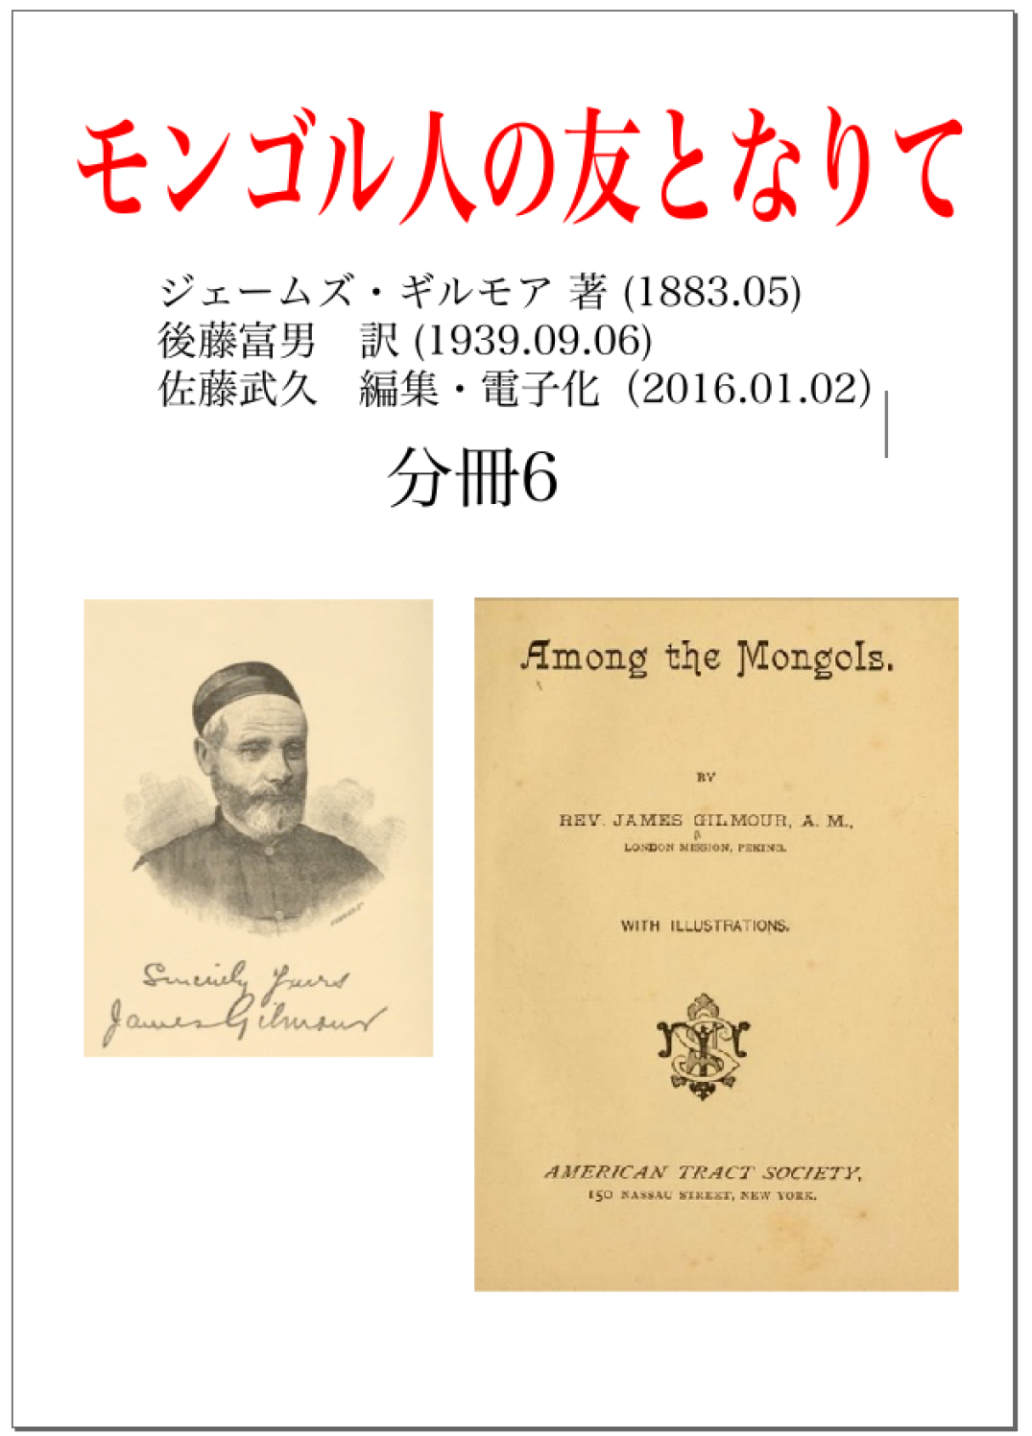 モンゴル人の友となりて
ジェームズ・ギルモア 著 (1883.05)
後藤富男　訳 (1939.09.06)
佐藤武久　編集・電子化（2016.01.02）
分冊6
Sincerely Yours
James Gilmour
Among the Mongols.
BY
REV. JAMES GILMOUR, A. M.,
LONDON MISSION, PEKING.
WITH ILLUSTRATIONS.
AMERICAN TRACT SOCIETY,
150 NASSAU STREET, NEW YORK.